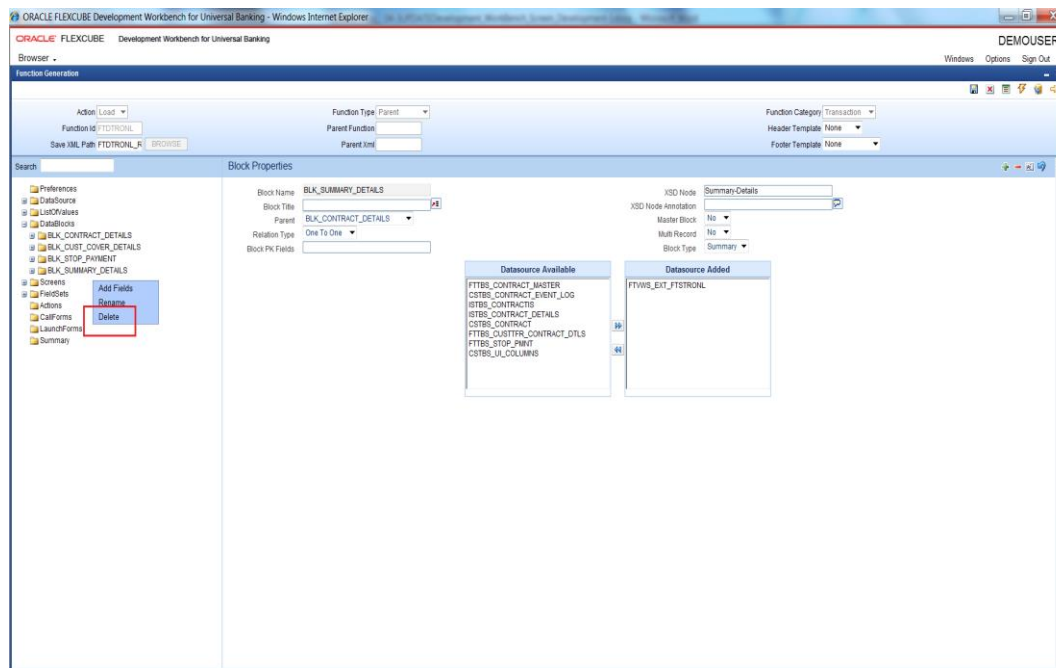 ORACLE FLEXCUBE Development Workbench for Universal Banking - Windows Internet Explorer
ORACLE' FLEXCUBE Development Workbench for Universal Banking
DEMOUSER
Browser
Windows Options Sign Out
Function Generation
Action Load
Function Type Parent
Function Category Transaction
Function Id FTDTRONL
Parent Function
Header Template None
Save XML Path FTDTRONL_R BROWSE
Parent Xml
Footer Template None
Search
Block Properties
Preferences
DataSource
ListOfValues
DataBlocks
BLK_CONTRACT_DETAILS
BLK_CUST_COVER_DETAILS
BLK_STOP_PAYMENT
BLK_SUMMARY_DETAILS
Screens
FieldSets
Actions
CallForms
LaunchForms
Summary
Add Fields
Rename
Delete
Block Name BLK_SUMMARY_DETAILS
XSD Node Summary-Details
Block Title
XSD Node Annotation
Parent BLK_CONTRACT_DETAILS
Master Block No
Relation Type One To One
Multi Record No
Block PK Fields
Block Type Summary
Datasource Available
Datasource Added
FTTBS_CONTRACT_MASTER
CSTBS_CONTRACT_EVENT_LOG
ISTBS_CONTRACTIS
ISTBS_CONTRACT_DETAILS
CSTBS_CONTRACT
FTTBS_CUSTTFR_CONTRACT_DTLS
FTTBS_STOP_PMNT
CSTBS_UI_COLUMNS
FTVWS_EXT_FTSTRONL